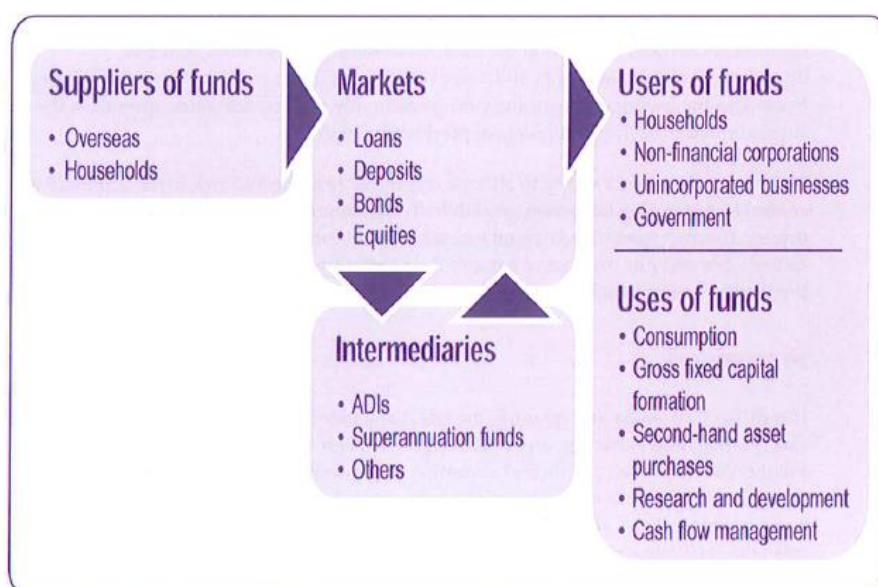 Suppliers of funds
• Overseas
• Households
Markets
• Loans
• Deposits
• Bonds
• Equities
Intermediaries
• ADIs
• Superannuation funds
• Others
Users of funds
• Households
• Non-financial corporations
• Unincorporated businesses
• Government
Uses of funds
• Consumption
• Gross fixed capital
formation
• Second-hand asset
purchases
• Research and development
• Cash flow management